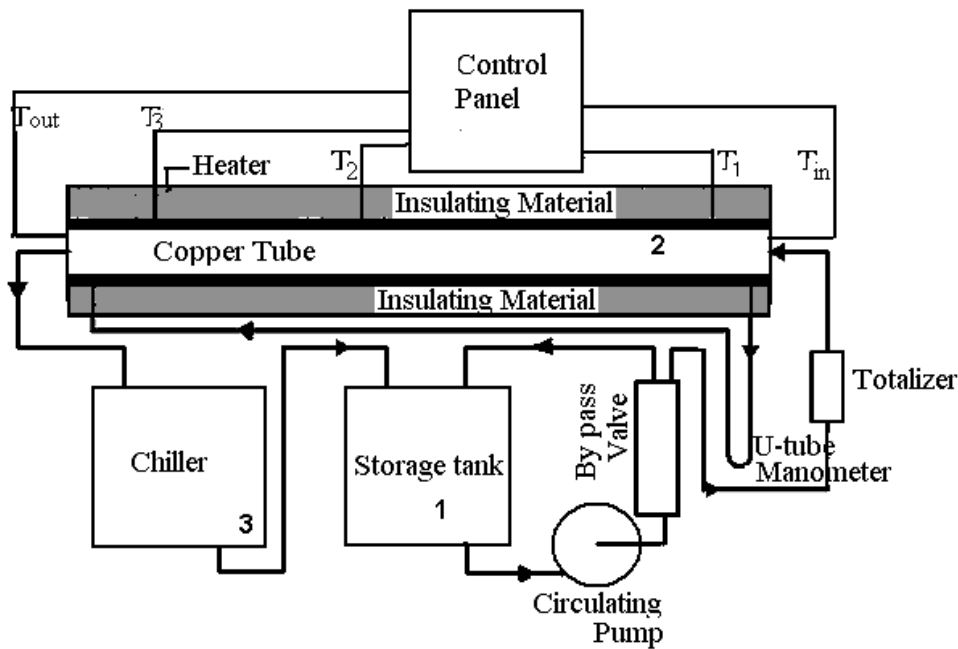 Control
Panel
Tout
T3
T2
T1
Tin
Heater
Insulating Material
Copper Tube
2
Insulating Material
Totalizer
By pass
Valve
U-tube
Manometer
Chiller
3
Storage tank
1
Circulating
Pump